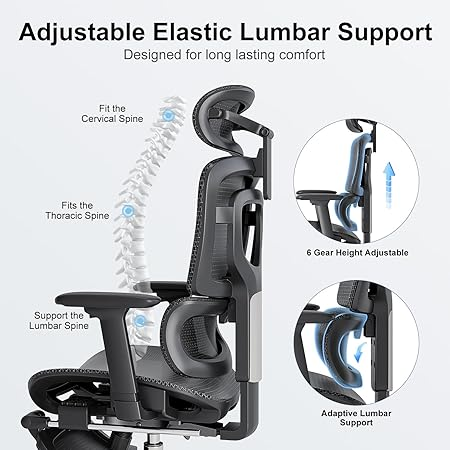 Adjustable Elastic Lumbar Support
Designed for long lasting comfort
Fit the
Cervical Spine
Fits the
Thoracic Spine
Support the
Lumbar Spine
6 Gear Height Adjustable
Adaptive Lumbar
Support